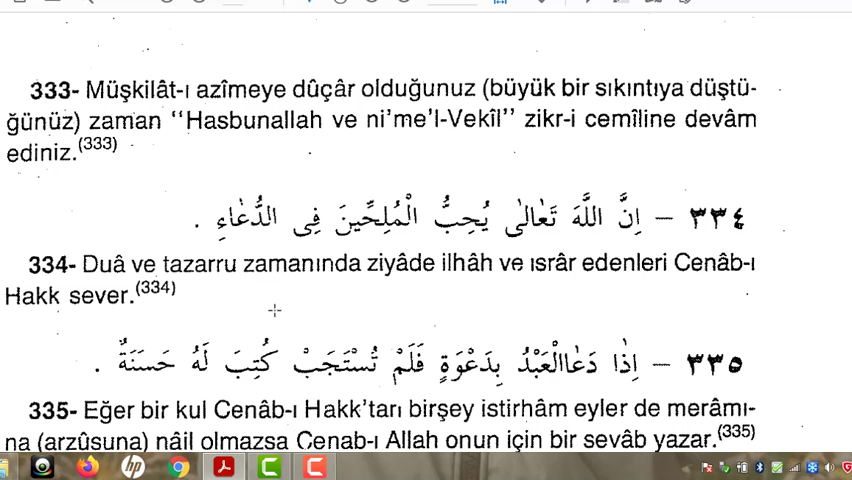 333- Müşkilât-ı azîmeye dûçâr olduğunuz (büyük bir sıkıntıya düştü-
ğünüz) zaman ‘‘Hasbunallah ve ni’me’l-Vekîl’’ zikr-i cemîline devâm
ediniz.(333)
٣٣٤ – اِنَّ اللَّهَ تَعَالٰى يُحِبُّ الْمُلِحِّينَ فِى الدُّعَاءِ .
334- Duâ ve tazarru zamanında ziyâde ilhâh ve ısrâr edenleri Cenâb-ı
Hakk sever.(334)
٣٣٥ – اِذَا دَعَاالْعَبْدُ بِدَعْوَةٍ فَلَمْ تُسْتَجَبْ كُتِبَ لَهُ حَسَنَةٌ .
335- Eğer bir kul Cenâb-ı Hakk’tan birşey istirhâm eyler de merâmı-
na (arzûsuna) nâil olmazsa Cenab-ı Allah onun için bir sevâb yazar.(335)
hp